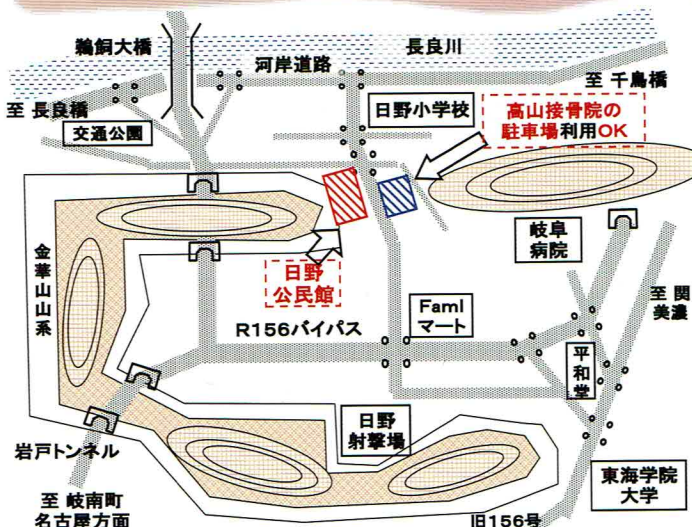 鵜飼大橋
長良川
河岸道路
至 千鳥橋
至 長良橋
交通公園
日野小学校
高山接骨院の
駐車場利用OK
金華山山系
岐阜
病院
日野
公民館
至 関
美濃
FamI
マート
R156バイパス
平和堂
日野
射撃場
岩戸トンネル
東海学院
大学
至 岐南町
名古屋方面
旧156号